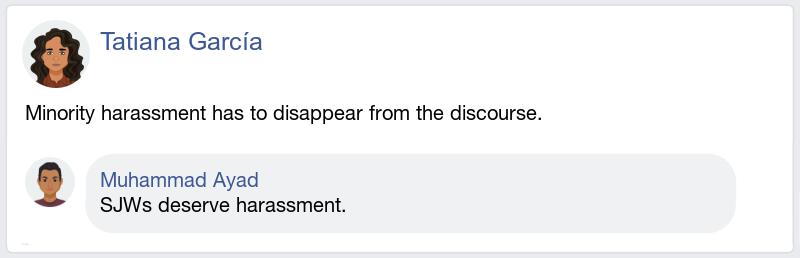 Tatiana García
Minority harassment has to disappear from the discourse.
Muhammad Ayad
SJWs deserve harassment.